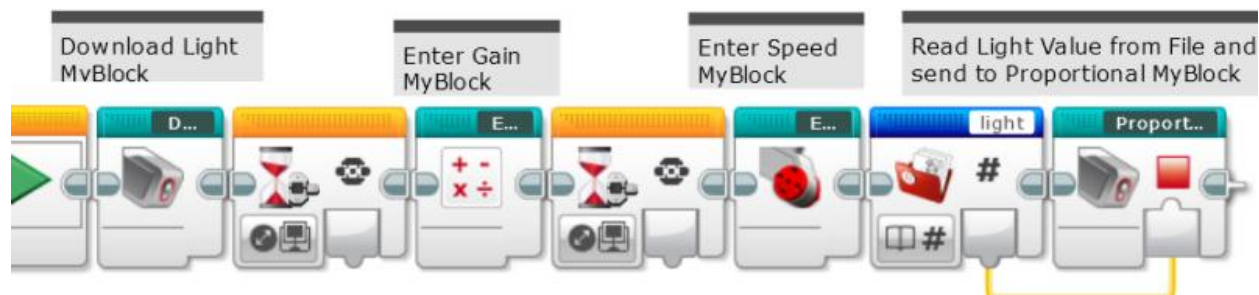 Download Light
MyBlock
Enter Gain
MyBlock
Enter Speed
MyBlock
Read Light Value from File and
send to Proportional MyBlock
D...
E...
E...
light
Proport...
#
+ -
x ÷
#